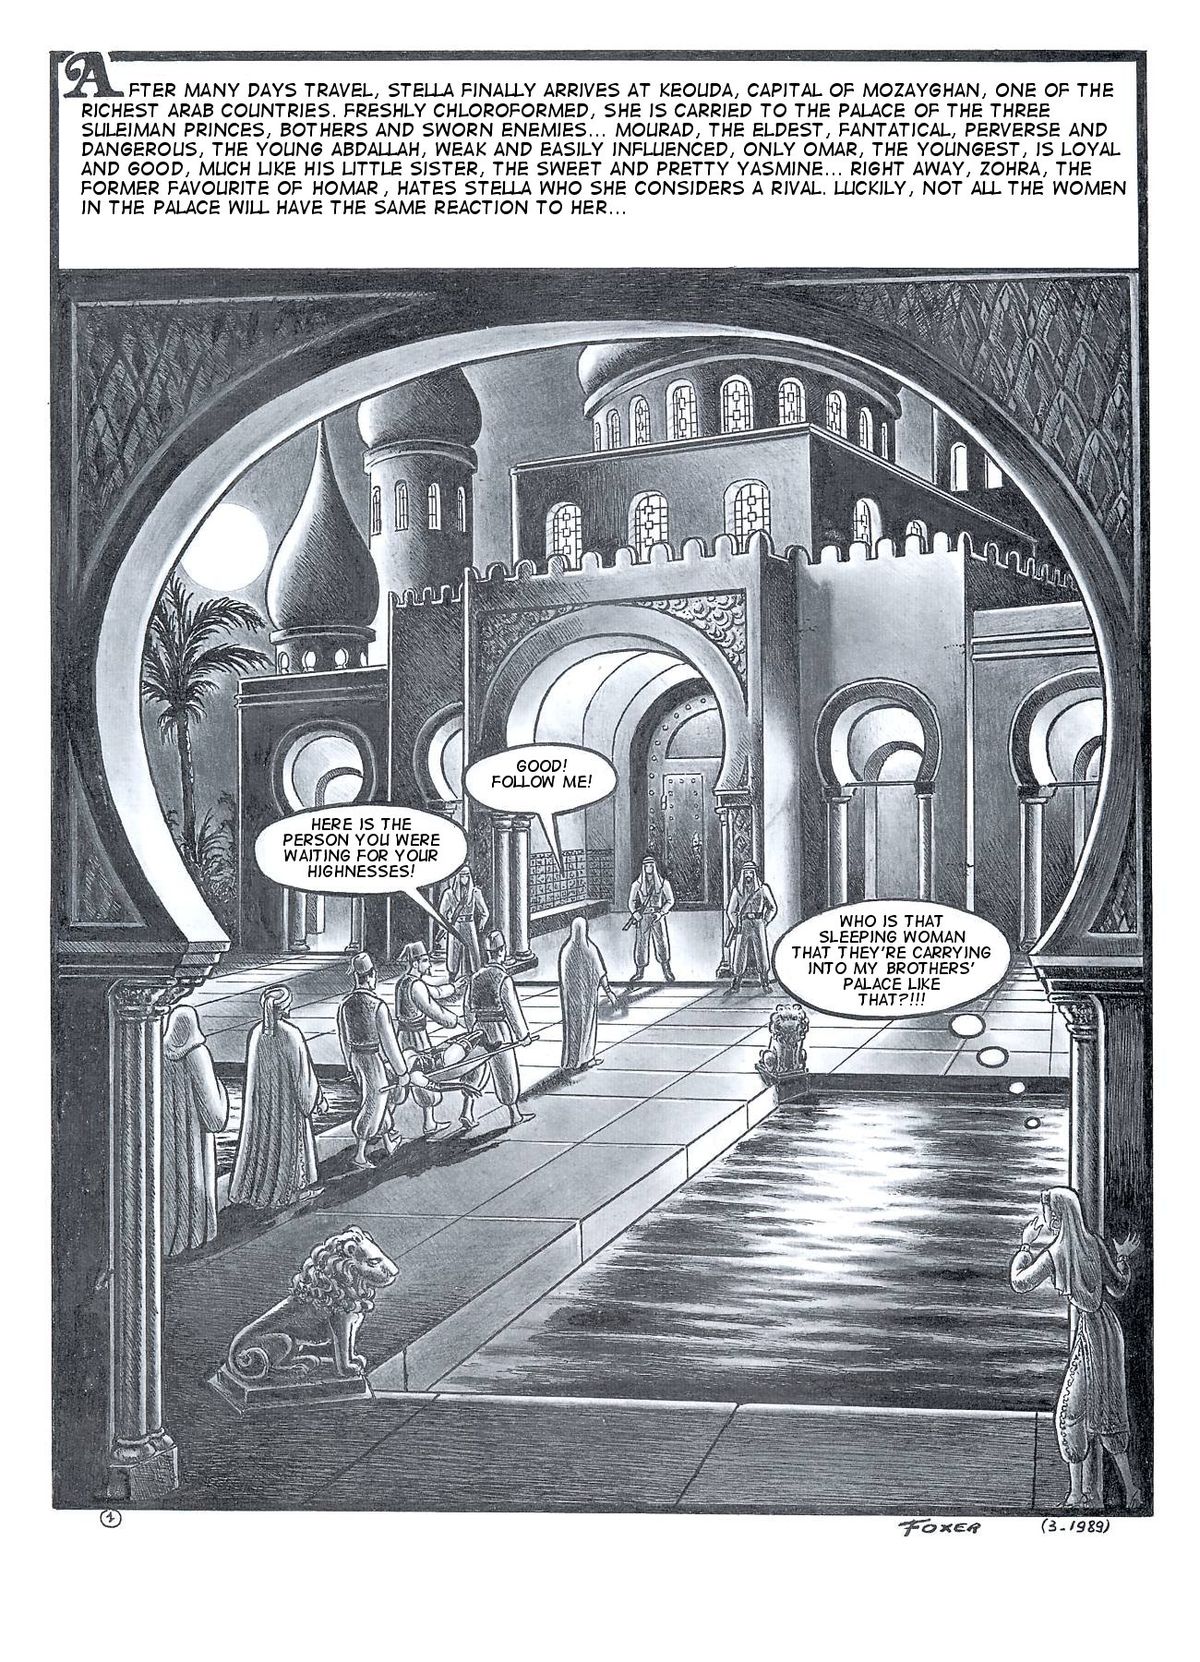 AFTER MANY DAYS TRAVEL, STELLA FINALLY ARRIVES AT KEOUDA, CAPITAL OF MOZAYGHAN, ONE OF THE
RICHEST ARAB COUNTRIES. FRESHLY CHLOROFORMED, SHE IS CARRIED TO THE PALACE OF THE THREE
SULEIMAN PRINCES, BOTHERS AND SWORN ENEMIES... MOURAD, THE ELDEST, FANTATICAL, PERVERSE AND
DANGEROUS, THE YOUNG ABDALLAH, WEAK AND EASILY INFLUENCED, ONLY OMAR, THE YOUNGEST, IS LOYAL
AND GOOD, MUCH LIKE HIS LITTLE SISTER, THE SWEET AND PRETTY YASMINE... RIGHT AWAY, ZOHRA, THE
FORMER FAVOURITE OF HOMAR, HATES STELLA WHO SHE CONSIDERS A RIVAL. LUCKILY, NOT ALL THE WOMEN
IN THE PALACE WILL HAVE THE SAME REACTION TO HER...
GOOD!
FOLLOW ME!
HERE IS THE
PERSON YOU WERE
WAITING FOR YOUR
HIGHNESSES!
WHO IS THAT
SLEEPING WOMAN
THAT THEY'RE CARRYING
INTO MY BROTHERS'
PALACE LIKE
THAT?!!!
1
FOXER (3-1989)